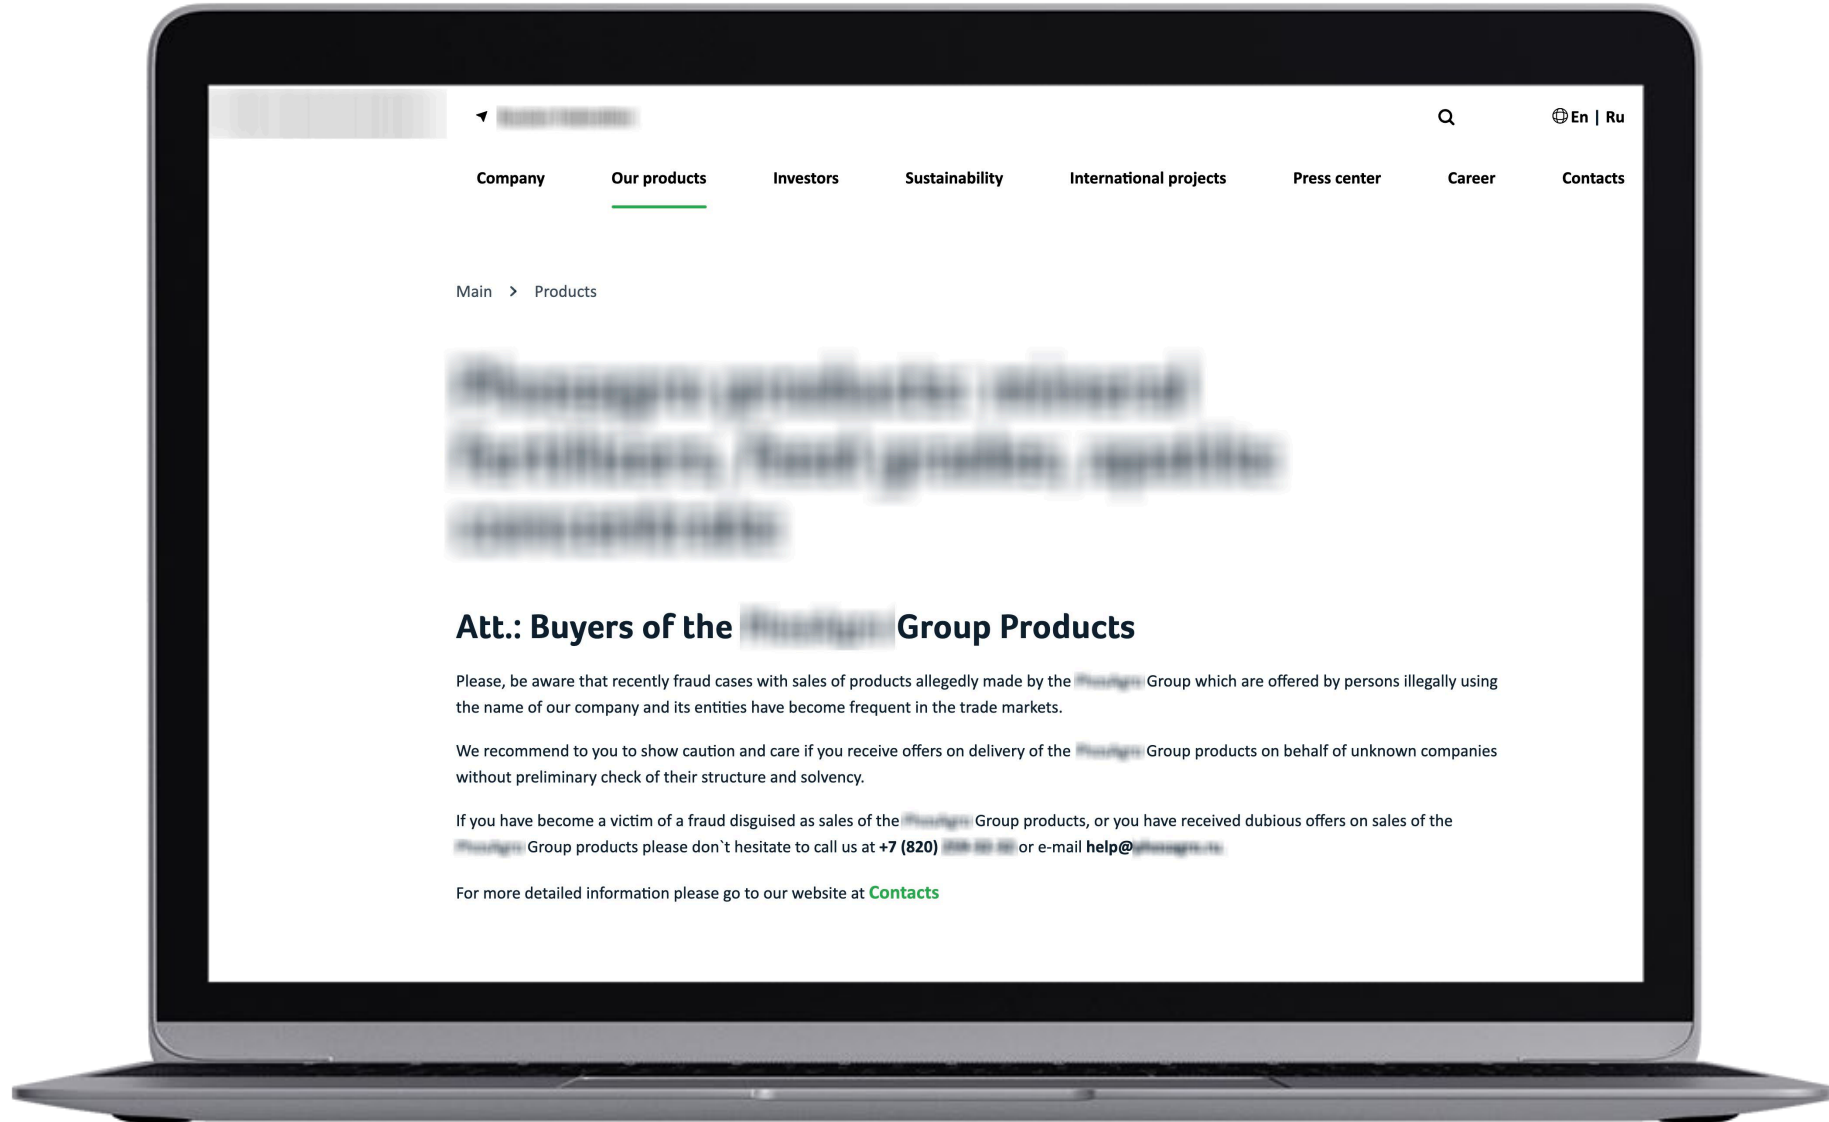 En | Ru
Company Our products Investors Sustainability International projects Press center Career Contacts
Main > Products
Att.: Buyers of the Group Products
Please, be aware that recently fraud cases with sales of products allegedly made by the Group which are offered by persons illegally using
the name of our company and its entities have become frequent in the trade markets.
We recommend to you to show caution and care if you receive offers on delivery of the Group products on behalf of unknown companies
without preliminary check of their structure and solvency.
If you have become a victim of a fraud disguised as sales of the Group products, or you have received dubious offers on sales of the
Group products please don`t hesitate to call us at +7 (820) or e-mail help@
For more detailed information please go to our website at Contacts